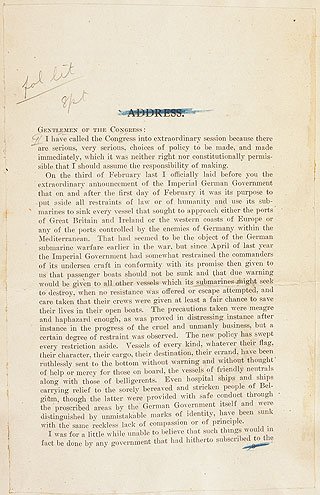 fol lit
8pt
ADDRESS.
GENTLEMEN OF THE CONGRESS:
I have called the Congress into extraordinary session because there
are serious, very serious, choices of policy to be made, and made
immediately, which it was neither right nor constitutionally permis-
sible that I should assume the responsibility of making.
On the third of February last I officially laid before you the
extraordinary announcement of the Imperial German Government
that on and after the first day of February it was its purpose to
put aside all restraints of law or of humanity and use its sub-
marines to sink every vessel that sought to approach either the ports
of Great Britain and Ireland or the western coasts of Europe or
any of the ports controlled by the enemies of Germany within the
Mediterranean. That had seemed to be the object of the German
submarine warfare earlier in the war, but since April of last year
the Imperial Government had somewhat restrained the commanders
of its undersea craft in conformity with its promise then given to
us that passenger boats should not be sunk and that due warning
would be given to all other vessels which its submarines might seek
to destroy, when no resistance was offered or escape attempted, and
care taken that their crews were given at least a fair chance to save
their lives in their open boats. The precautions taken were meagre
and haphazard enough, as was proved in distressing instance after
instance in the progress of the cruel and unmanly business, but a
certain degree of restraint was observed. The new policy has swept
every restriction aside. Vessels of every kind, whatever their flag,
their character, their cargo, their destination, their errand, have been
ruthlessly sent to the bottom without warning and without thought
of help or mercy for those on board, the vessels of friendly neutrals
along with those of belligerents. Even hospital ships and ships
carrying relief to the sorely bereaved and stricken people of Bel-
gium, though the latter were provided with safe conduct through
the proscribed areas by the German Government itself and were
distinguished by unmistakable marks of identity, have been sunk
with the same reckless lack of compassion or of principle.
I was for a little while unable to believe that such things would in
fact be done by any government that had hitherto subscribed to the